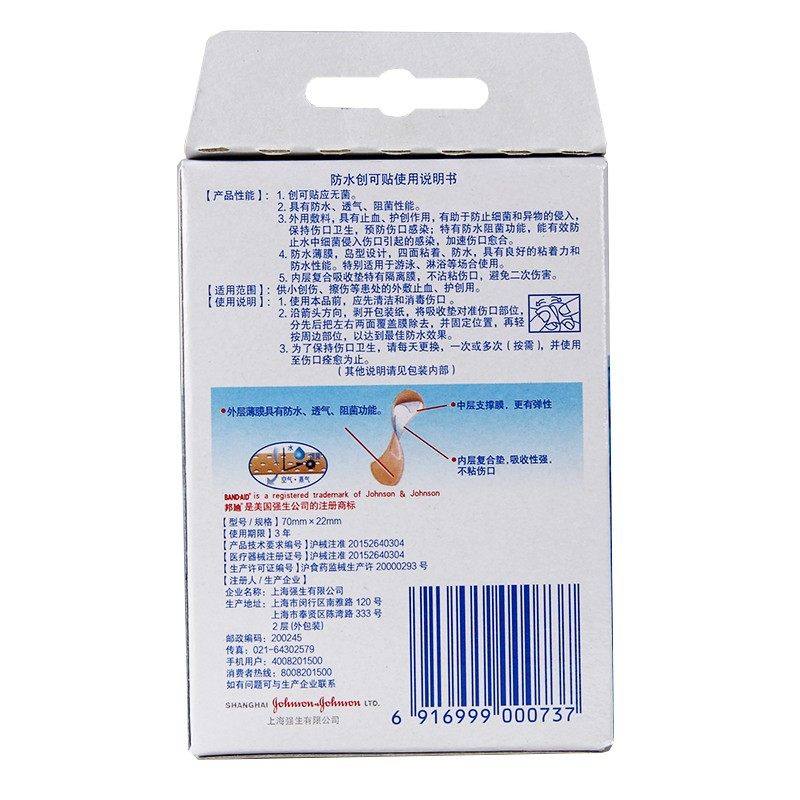 防水创可贴使用说明书
【产品性能】：1. 创可贴应无菌。
2. 具有防水、透气、阻菌性能。
3. 外用敷料，具有止血、护创作用，有助于防止细菌和异物的侵入，
保持伤口卫生，预防伤口感染；特有防水阻菌功能，能有效防
止水中细菌侵入伤口引起的感染，加速伤口愈合。
4. 防水薄膜，岛型设计，四面粘着、防水，具有良好的粘着力和
防水性能。特别适用于游泳、淋浴等场合使用。
5. 内层复合吸收垫特有隔离膜，不沾粘伤口，避免二次伤害。
【适用范围】：供小创伤、擦伤等患处的外敷止血、护创用。
【使用说明】：1. 使用本品前，应先清洁和消毒伤口。
2. 沿箭头方向，剥开包装纸，将吸收垫对准伤口部位，
分先后把左右两面覆盖膜除去，并固定位置，再轻
按周边部位，以达到最佳防水效果。
3. 为了保持伤口卫生，请每天更换，一次或多次（按需），并使用
至伤口痊愈为止。
（其他说明请见包装内部）
•外层薄膜具有防水、透气、阻菌功能。
•中层支撑膜，更有弹性
•内层复合垫，吸收性强，
不粘伤口
水
空气·蒸气
BAND-AID® is a registered trademark of Johnson & Johnson
邦迪®是美国强生公司的注册商标
【型号/规格】70mm×22mm
【使用期限】3 年
【产品技术要求编号】沪械注准 20152640304
【医疗器械注册证号】沪械注准 20152640304
【生产许可证编号】沪食药监械生产许 20000293 号
【注册人/生产企业】
企业名称：上海强生有限公司
生产地址：上海市闵行区南雅路 120 号
上海市奉贤区陈湾路 333 号
2 层(外包装)
邮政编码：200245
传真：021-64302579
手机用户：4008201500
消费者热线：8008201500
如有问题可与生产企业联系
SHANGHAI Johnson & Johnson LTD.
上海强生有限公司
6 916999 000737